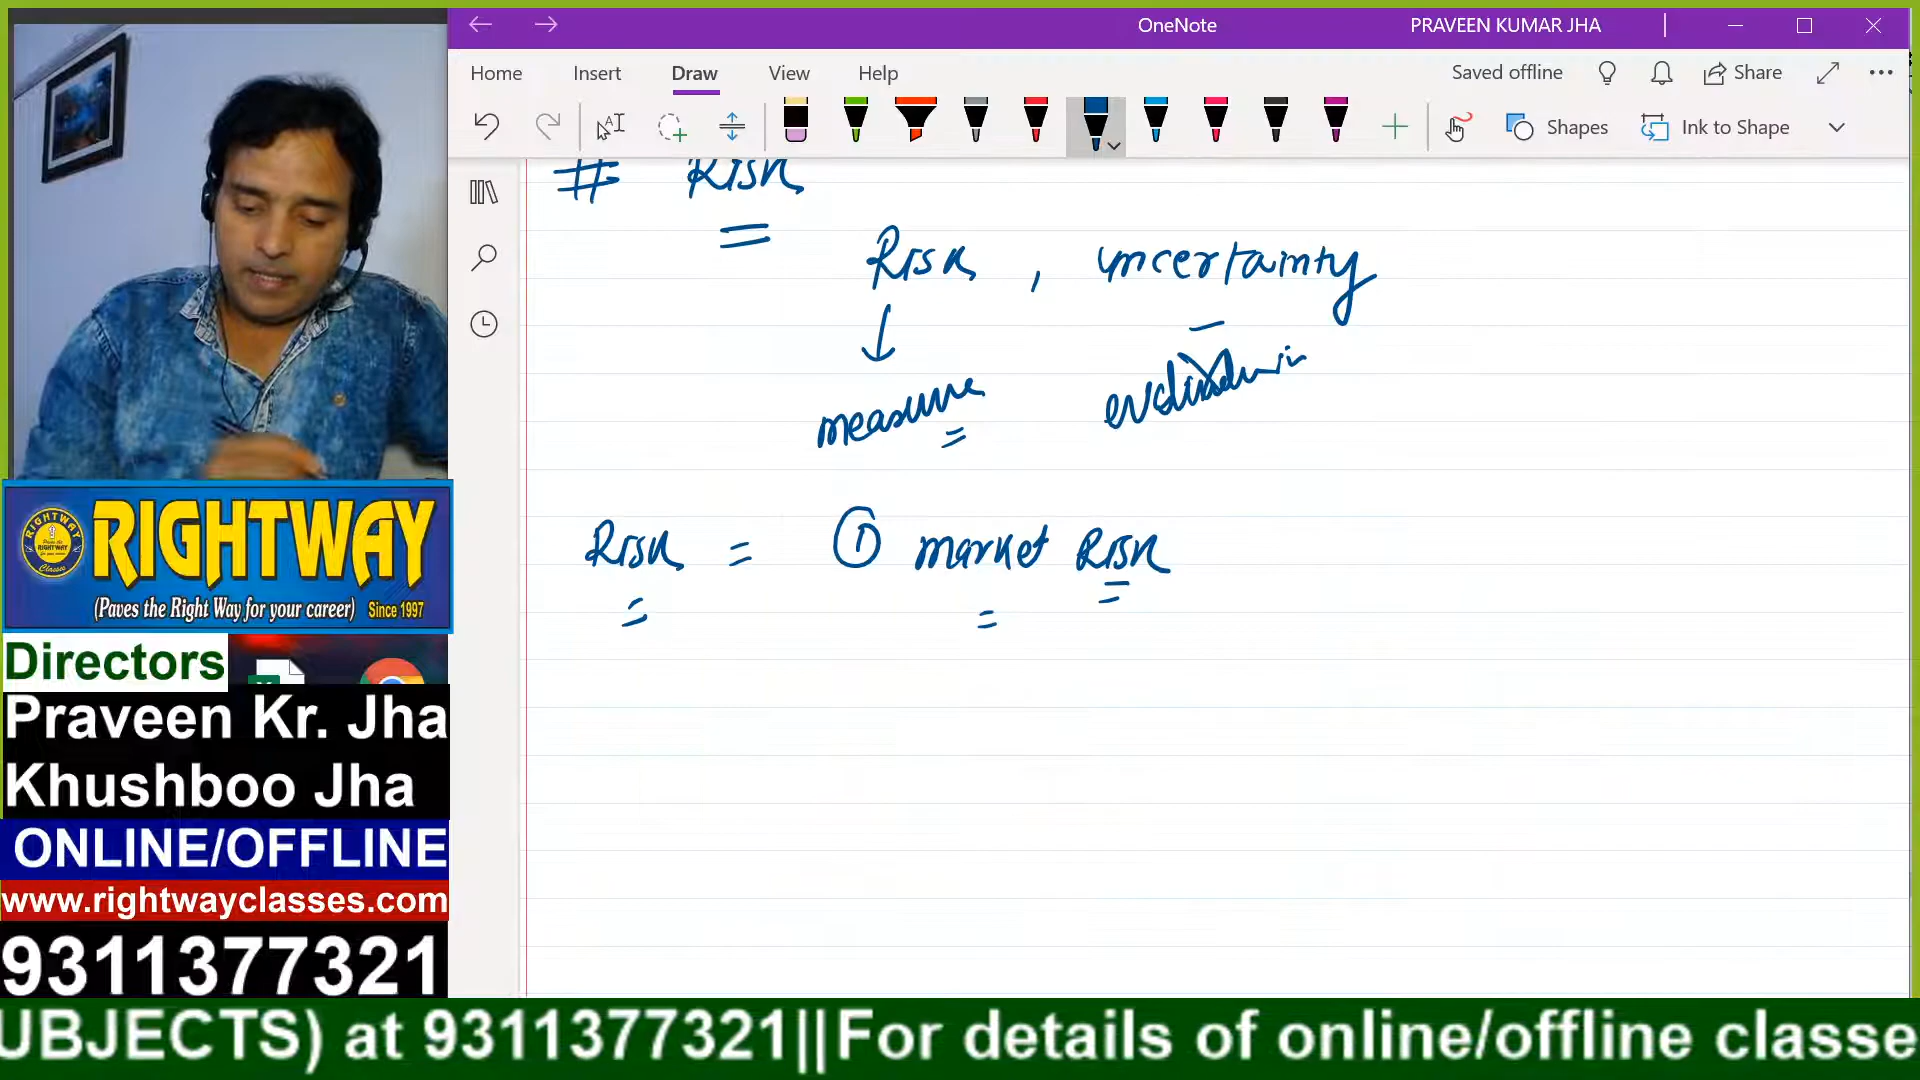 OneNote
PRAVEEN KUMAR JHA
Home Insert Draw View Help
Saved offline
Share
Shapes
Ink to Shape
# Risk
Risk , uncertainty
measure
Risk = ① market Risk
RIGHTWAY
RIGHTWAY
Classes
(Paves the Right Way for your career) Since 1997
Directors
Praveen Kr. Jha
Khushboo Jha
ONLINE/OFFLINE
www.rightwayclasses.com
9311377321
UBJECTS) at 9311377321||For details of online/offline classe